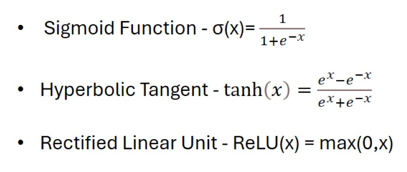 • Sigmoid Function - σ(x)= 1/(1+e^−x)
• Hyperbolic Tangent - tanh(x) = (e^x−e^−x)/(e^x+e^−x)
• Rectified Linear Unit - ReLU(x) = max(0,x)